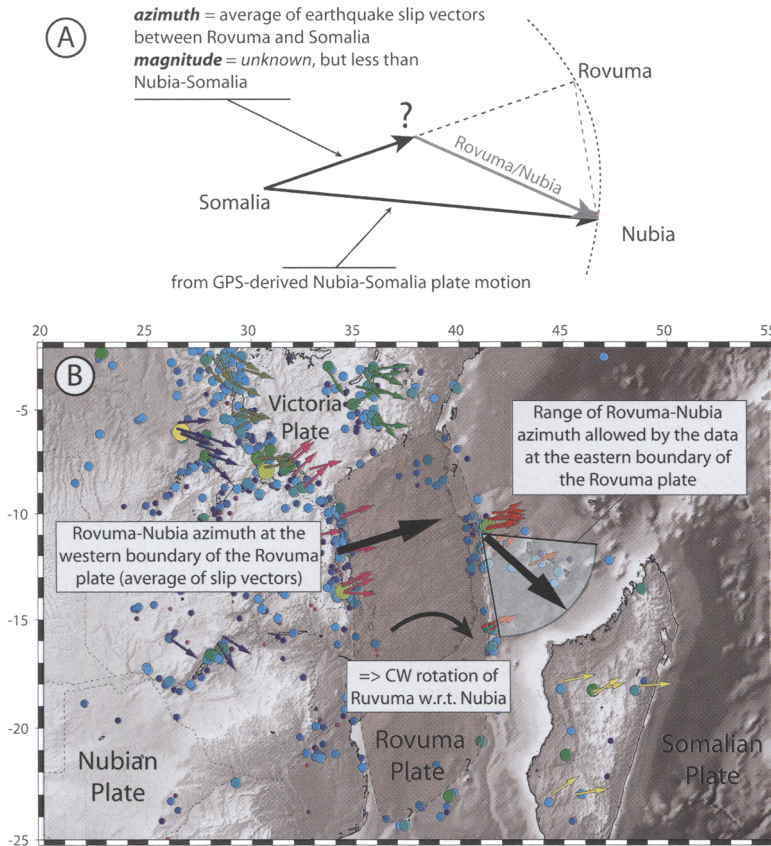 A
azimuth = average of earthquake slip vectors
between Rovuma and Somalia
magnitude = unknown, but less than
Nubia-Somalia
?
Rovuma
Rovuma/Nubia
Somalia
Nubia
from GPS-derived Nubia-Somalia plate motion
20 25 30 35 40 45 50 55
B
-5
-10
-15
-20
-25
Victoria
Plate
?
?
Range of Rovuma-Nubia
azimuth allowed by the data
at the eastern boundary of
the Rovuma plate
Rovuma-Nubia azimuth at the
western boundary of the Rovuma
plate (average of slip vectors)
=> CW rotation of
Ruvuma w.r.t. Nubia
Nubian
Plate
Rovuma
Plate
Somalian
Plate
?
?
?